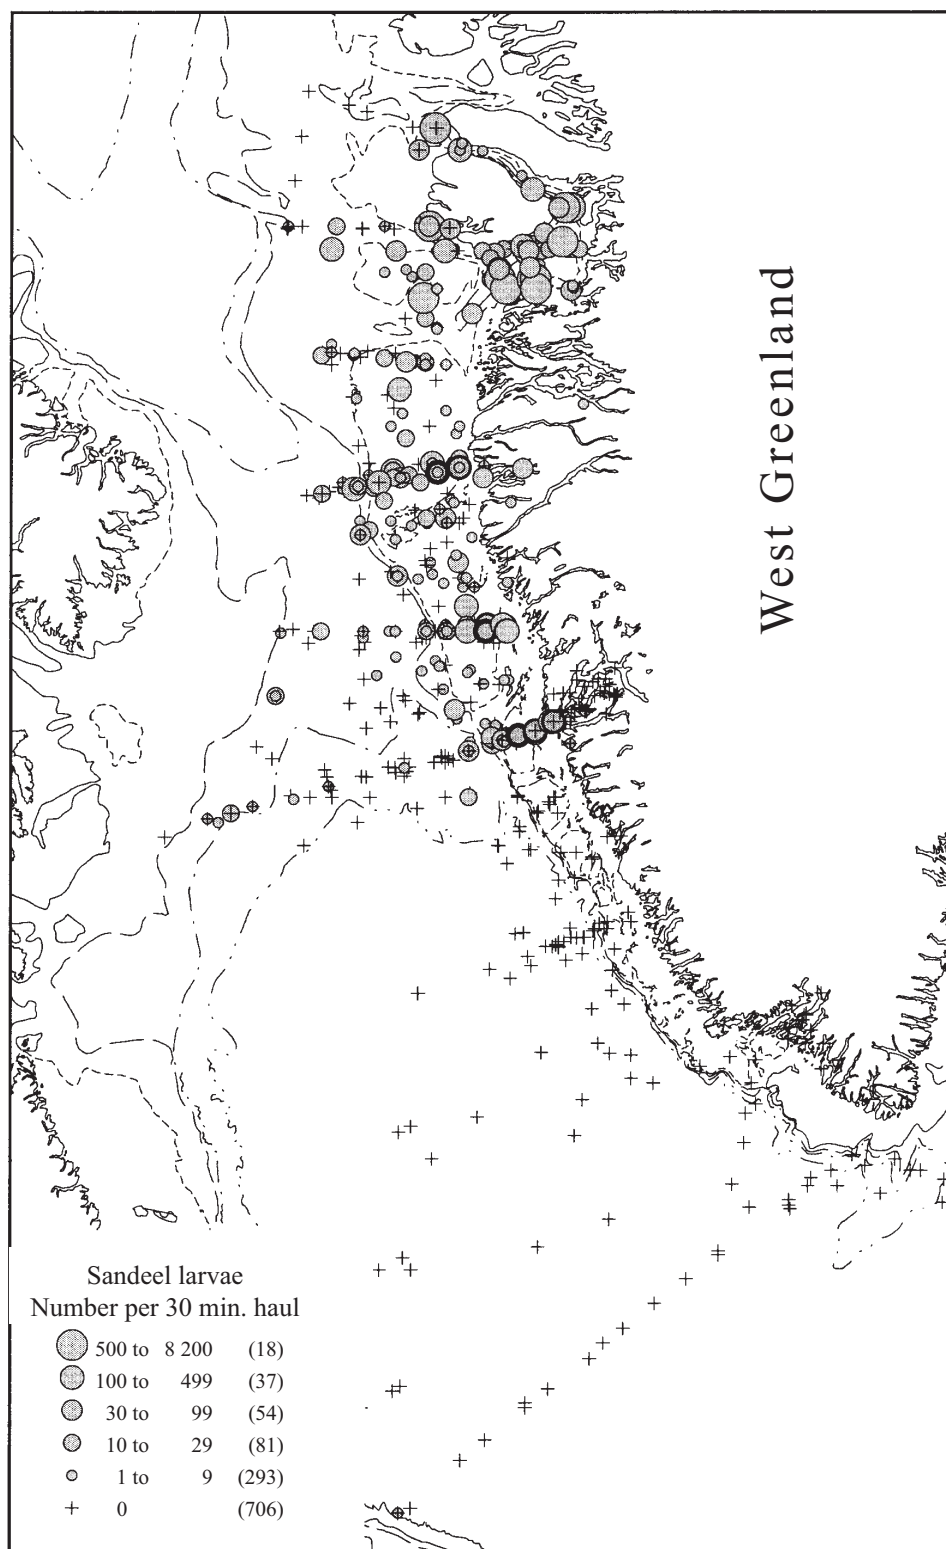 West Greenland
Sandeel larvae
Number per 30 min. haul
500 to 8 200 (18)
100 to 499 (37)
30 to 99 (54)
10 to 29 (81)
1 to 9 (293)
0 (706)